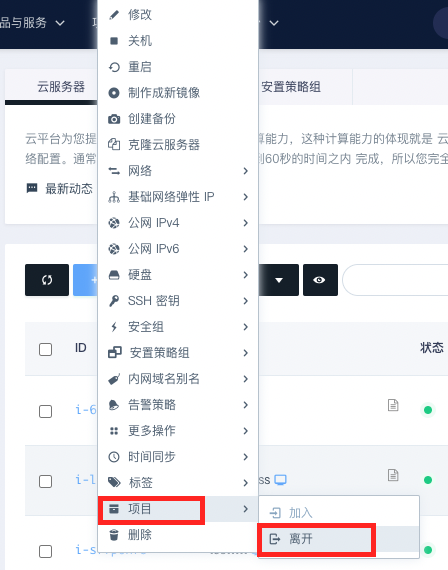 品与服务
修改
关机
重启
云服务器
安置策略组
制作成新镜像
创建备份
云平台为您提
算能力，这种计算能力的体现就是 云
克隆云服务器
络配置。通常
到60秒的时间之内 完成，所以您完全
网络
最新动态
基础网络弹性 IP
公网 IPv4
公网 IPv6
硬盘
SSH 密钥
安全组
ID
安置策略组
状态
内网域名别名
告警策略
i-6
更多操作
时间同步
标签
i-l
ss
项目
加入
删除
离开